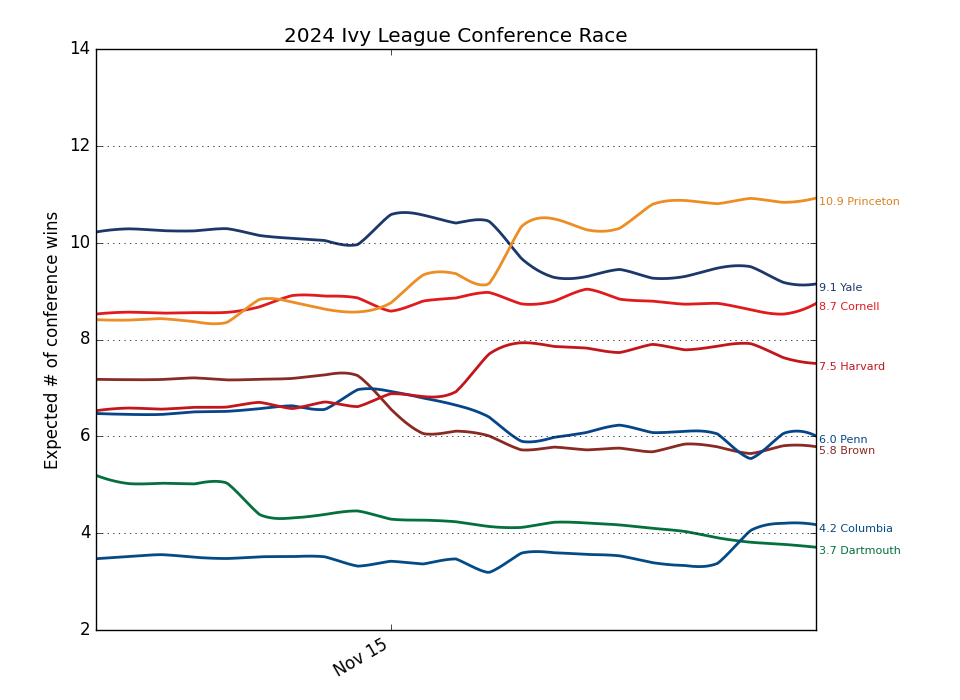 2024 Ivy League Conference Race
Expected # of conference wins
14
12
10
8
6
4
2
Nov 15
10.9 Princeton
9.1 Yale
8.7 Cornell
7.5 Harvard
6.0 Penn
5.8 Brown
4.2 Columbia
3.7 Dartmouth